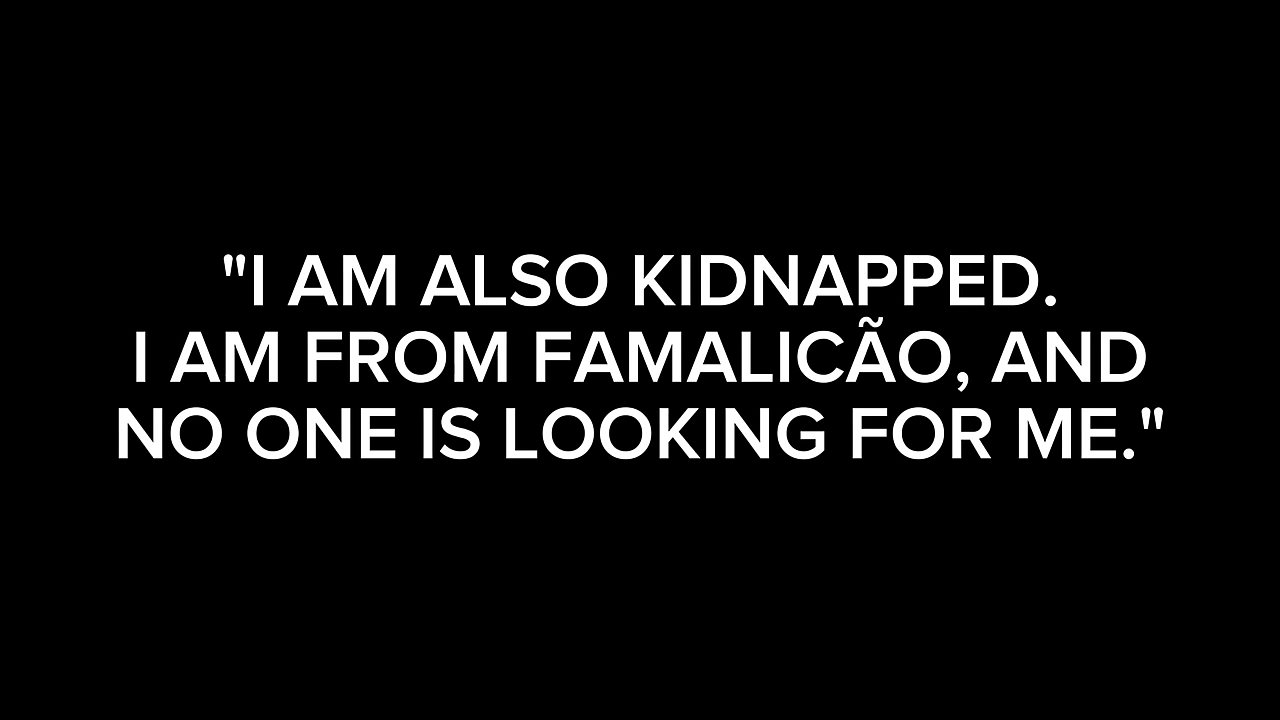 "I AM ALSO KIDNAPPED.
I AM FROM FAMALICÃO, AND
NO ONE IS LOOKING FOR ME."